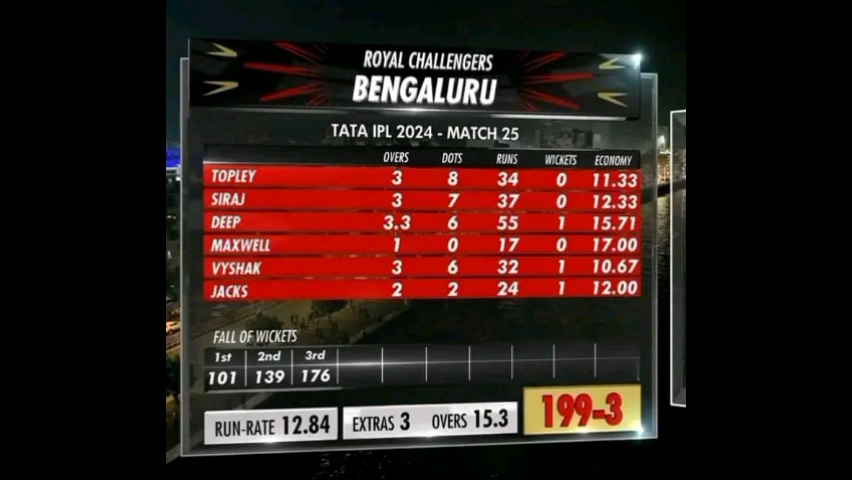 ROYAL CHALLENGERS
BENGALURU
TATA IPL 2024 - MATCH 25
OVERS DOTS RUNS WICKETS ECONOMY
TOPLEY 3 8 34 0 11.33
SIRAJ 3 7 37 0 12.33
DEEP 3.3 6 55 1 15.71
MAXWELL 1 0 17 0 17.00
VYSHAK 3 6 32 1 10.67
JACKS 2 2 24 1 12.00
FALL OF WICKETS
1st 2nd 3rd
101 139 176
RUN-RATE 12.84 EXTRAS 3 OVERS 15.3 199-3